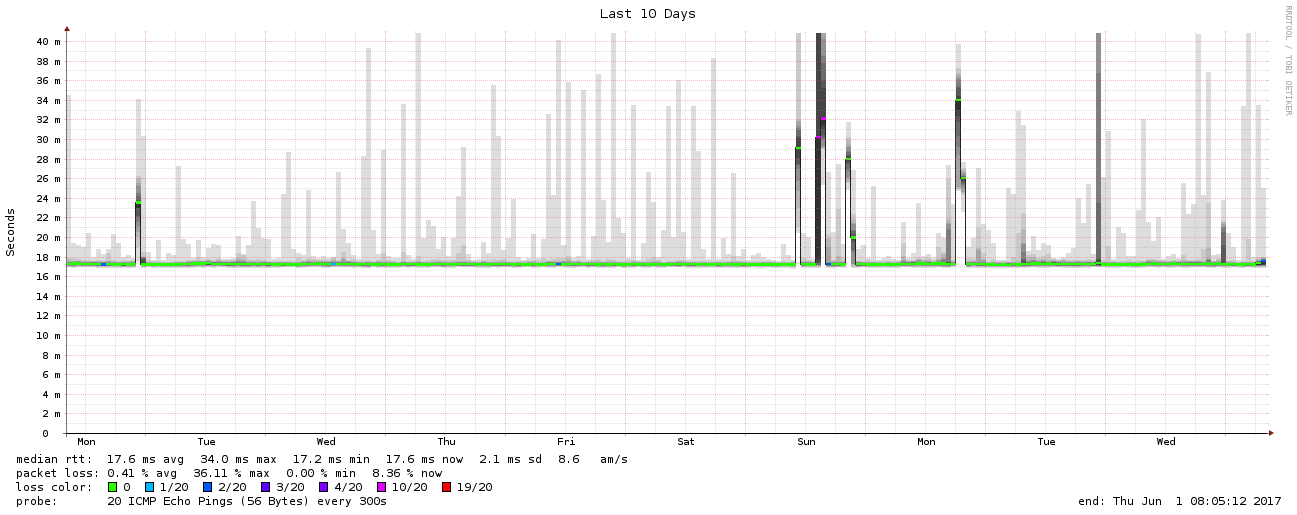 Last 10 Days
RRDTOOL / TOBI OETIKER
Seconds
40 m
38 m
36 m
34 m
32 m
30 m
28 m
26 m
24 m
22 m
20 m
18 m
16 m
14 m
12 m
10 m
8 m
6 m
4 m
2 m
0
Mon Tue Wed Thu Fri Sat Sun Mon Tue Wed
median rtt: 17.6 ms avg 34.0 ms max 17.2 ms min 17.6 ms now 2.1 ms sd 8.6 am/s
packet loss: 0.41 % avg 36.11 % max 0.00 % min 8.36 % now
loss color: 0 1/20 2/20 3/20 4/20 10/20 19/20
probe: 20 ICMP Echo Pings (56 Bytes) every 300s end: Thu Jun 1 08:05:12 2017